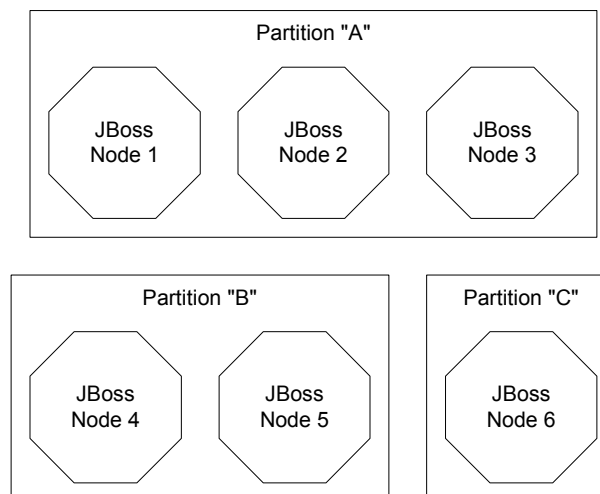 Partition "A"
JBoss
Node 1
JBoss
Node 2
JBoss
Node 3
Partition "B"
JBoss
Node 4
JBoss
Node 5
Partition "C"
JBoss
Node 6